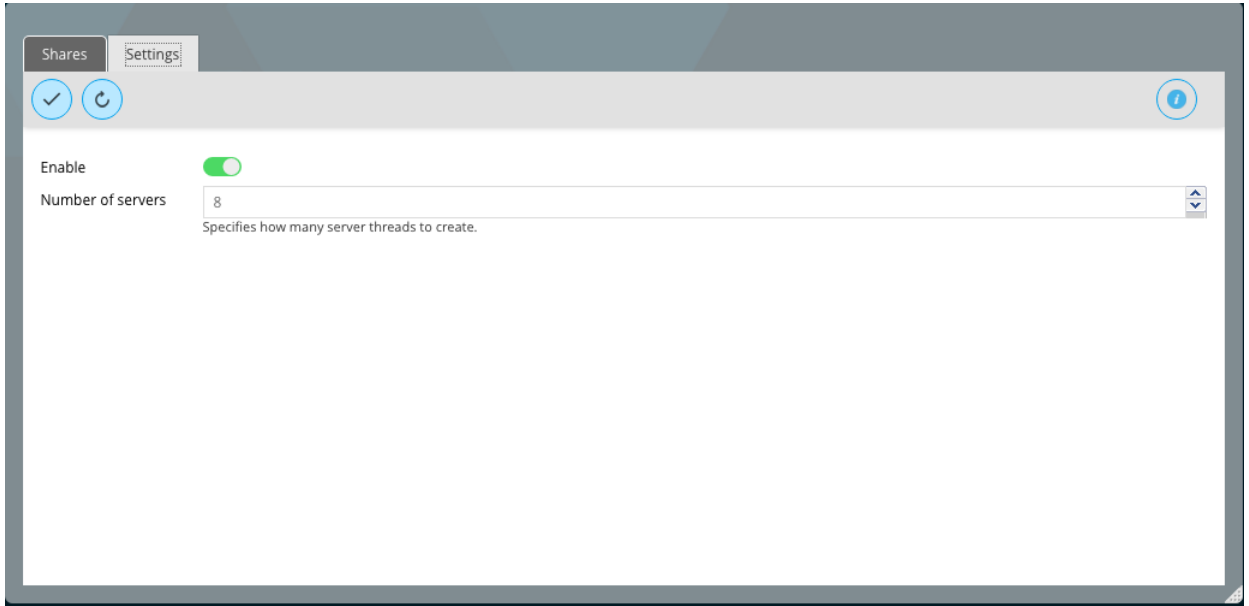 Shares Settings
Enable
Number of servers 8
Specifies how many server threads to create.